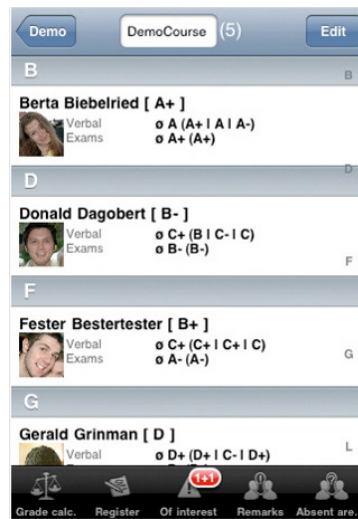 Demo
DemoCourse (5)
Edit
B
B
Berta Biebelried [ A+ ]
Verbal ø A (A+ I A I A-)
Exams ø A+ (A+)
D
D
Donald Dagobert [ B- ]
Verbal ø C+ (B I C- I C)
Exams ø B- (B-)
F
F
Fester Bestertester [ B+ ]
Verbal ø C+ (C+ I C+ I C)
Exams ø A- (A-)
G
G
Gerald Grinman [ D ]
L
Verbal ø D+ (D+ I C- I D+)
1+1
Grade calc. Register Of interest Remarks Absent are.